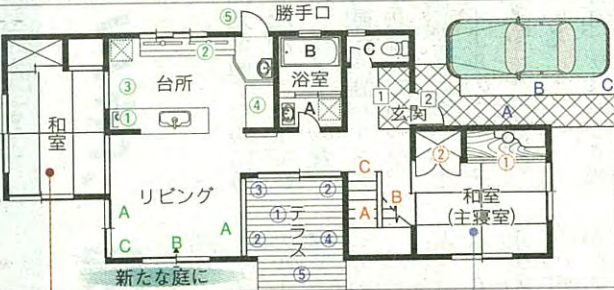 ⑤ 勝手口
②
B
C
③
台所
浴室
1
B
C
④
玄関
2
A
①
A
和室
②
①
C
リビング
③
②
B
和室
(主寝室)
A
A
①
テラス
A
C
B
②
④
新たな庭に
⑤